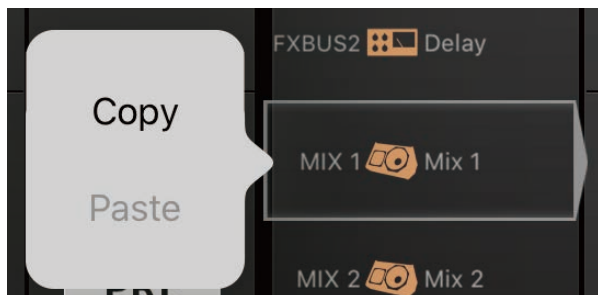 FXBUS2 Delay
Copy
MIX 1 Mix 1
Paste
MIX 2 Mix 2